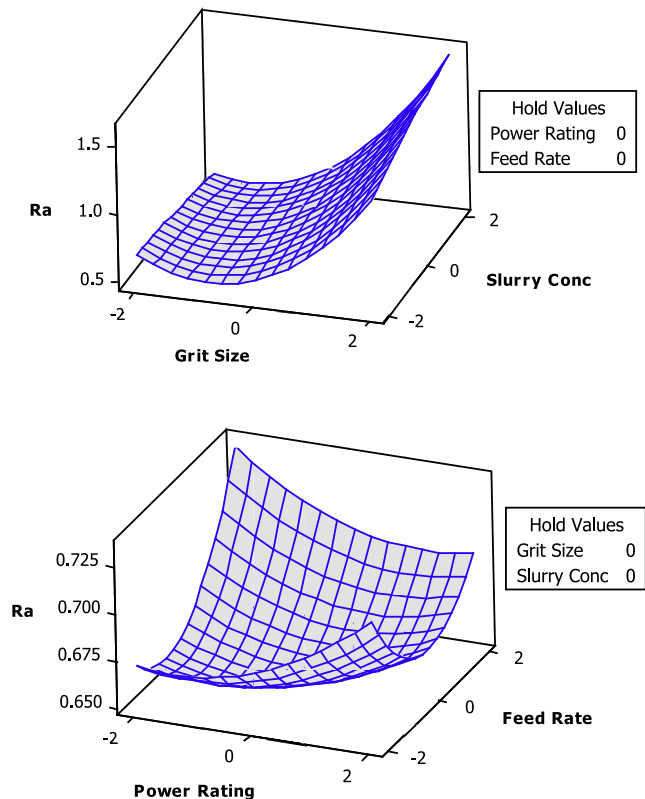 1.5
1.0
0.5
Ra
-2
0
2
Grit Size
-2
0
2
Slurry Conc
Hold Values
Power Rating 0
Feed Rate 0
0.725
0.700
0.675
0.650
Ra
-2
0
2
Power Rating
-2
0
2
Feed Rate
Hold Values
Grit Size 0
Slurry Conc 0